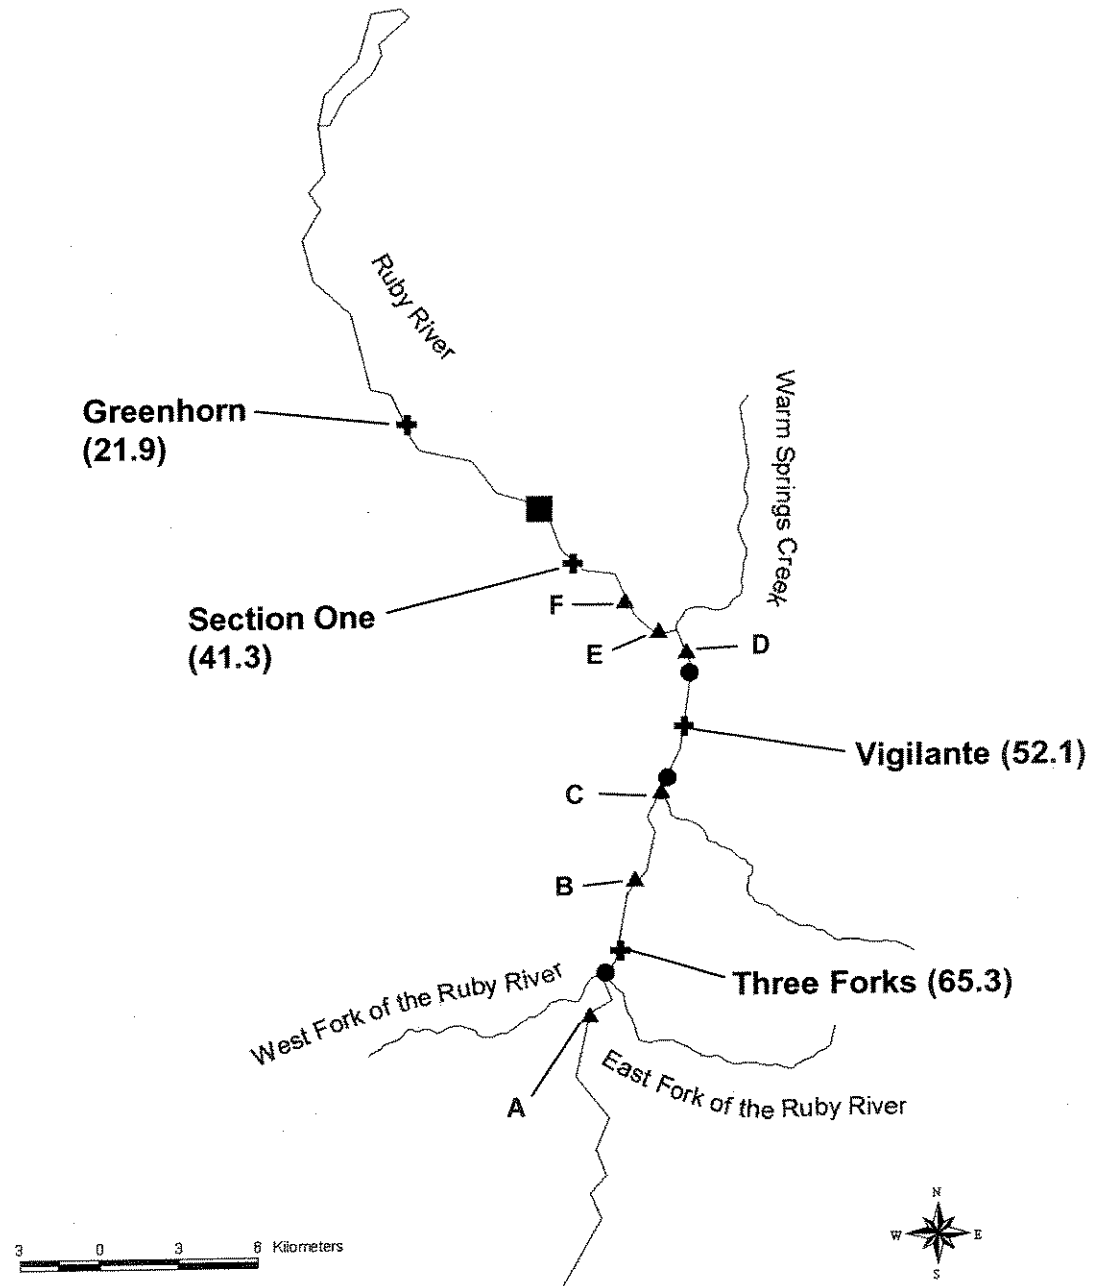 Ruby River
Warm Springs Creek
Greenhorn
(21.9)
Section One
(41.3)
F
E
D
Vigilante (52.1)
C
B
Three Forks (65.3)
West Fork of the Ruby River
East Fork of the Ruby River
A
N
W E
S
3 0 3 6 Kilometers